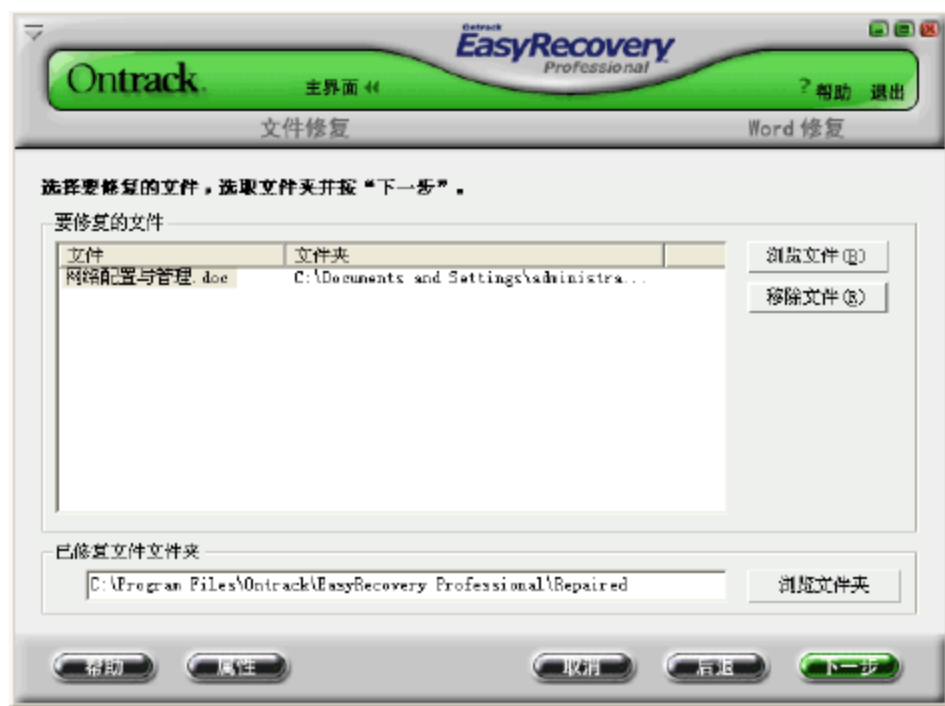 Ontrack
EasyRecovery
Professional
Ontrack 主界面 ?帮助 退出
文件修复 Word 修复
选择要修复的文件，选取文件夹并按“下一步”。
要修复的文件
文件 文件夹
网络配置与管理.doc C:\Documents and Settings\administra...
浏览文件(B)
移除文件(R)
已修复文件文件夹
C:\Program Files\Ontrack\EasyRecovery Professional\Repaired 浏览文件夹
帮助 属性 取消 后退 下一步